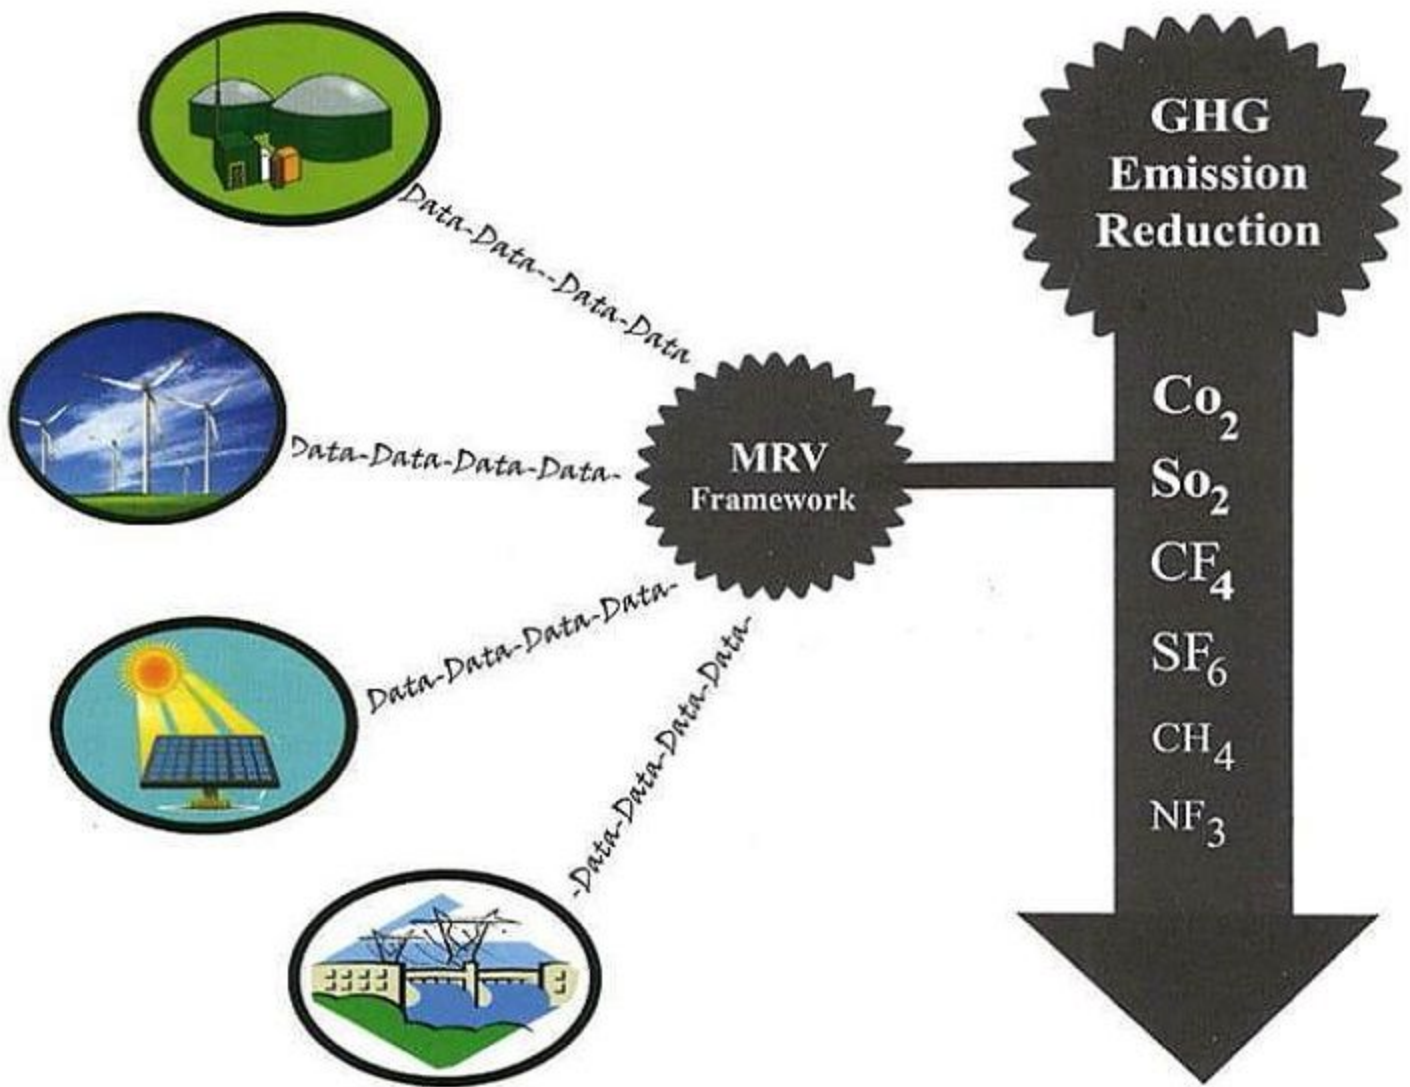 Data-Data--Data-Data
Data-Data-Data-Data-
Data-Data-Data-Data-
-Data-Data-Data-Data-
MRV
Framework
GHG
Emission
Reduction
Co₂
So₂
CF₄
SF₆
CH₄
NF₃